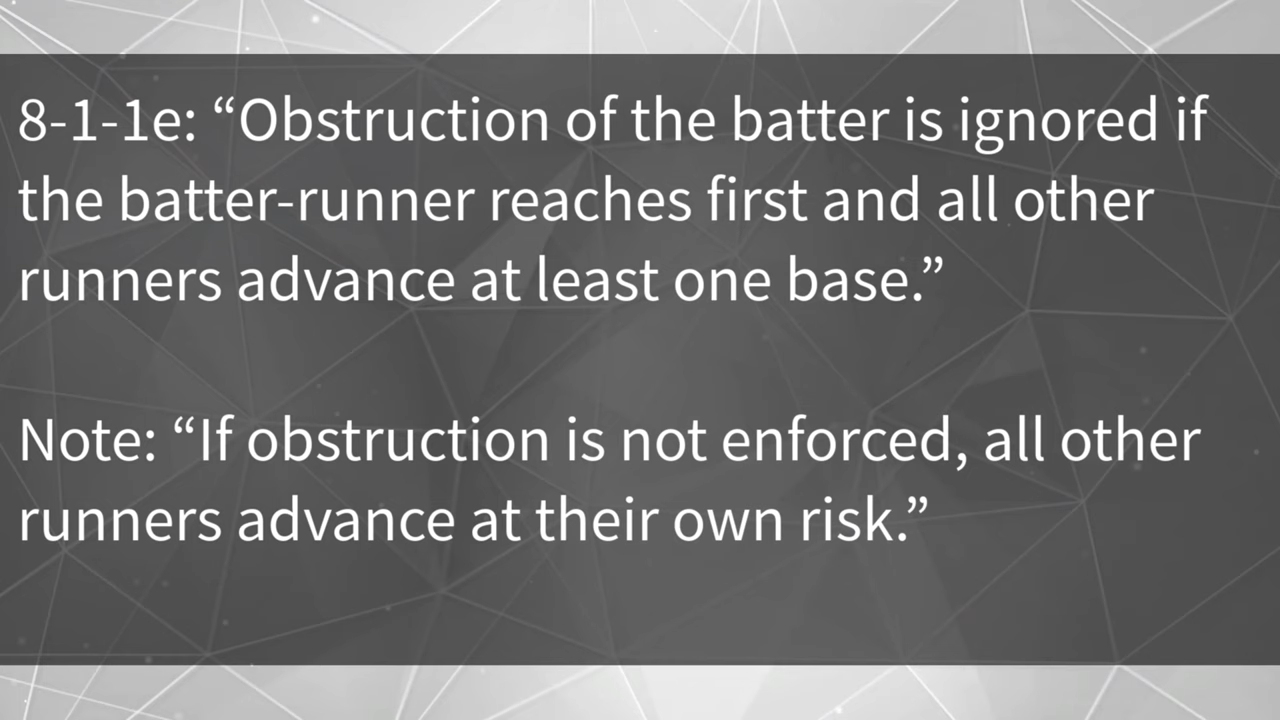 8-1-1e: “Obstruction of the batter is ignored if
the batter-runner reaches first and all other
runners advance at least one base.”
Note: “If obstruction is not enforced, all other
runners advance at their own risk.”